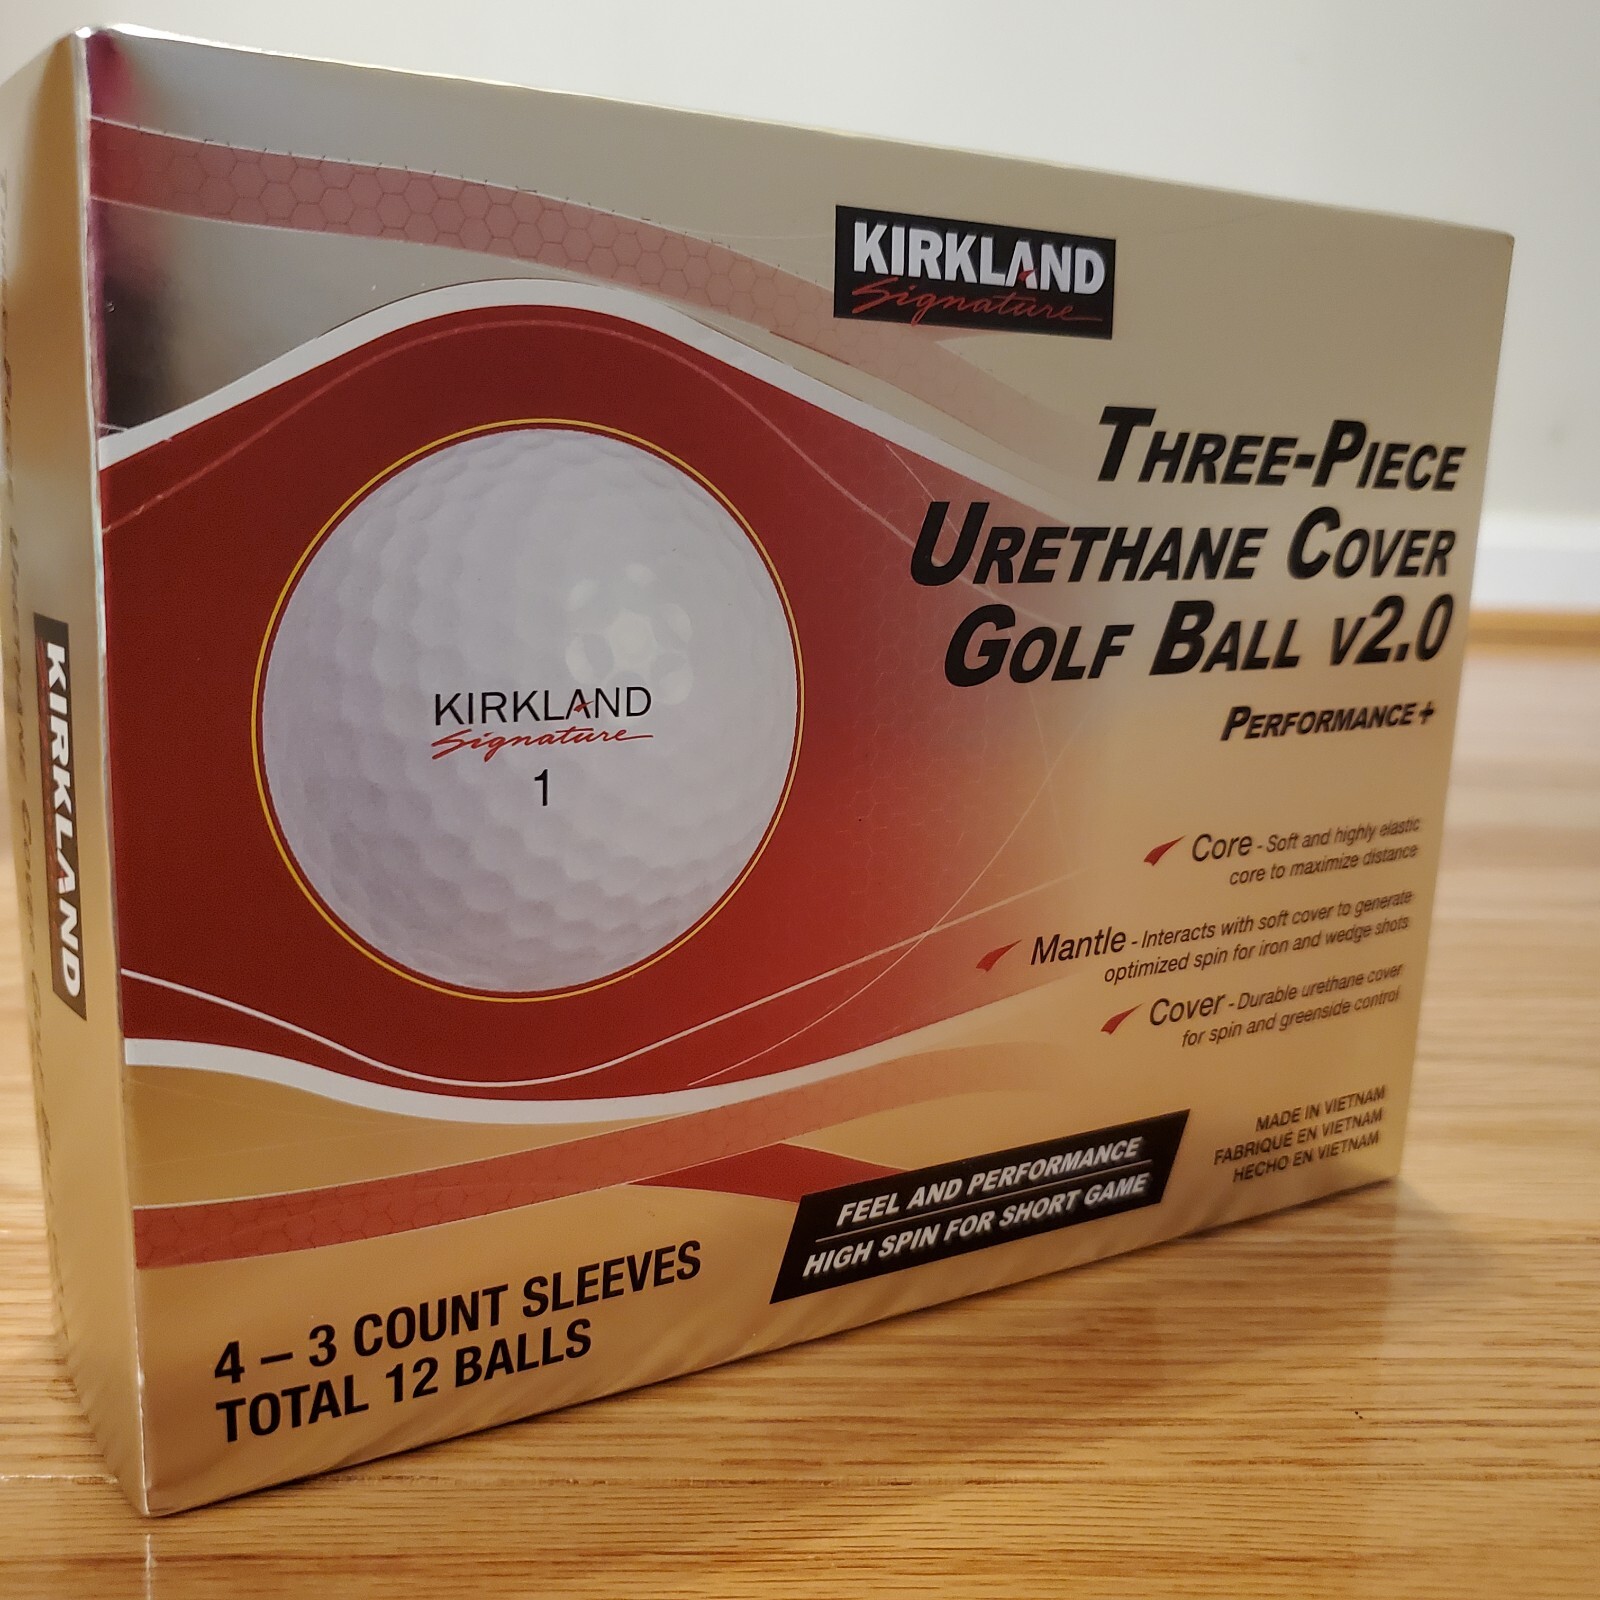 KIRKLAND
Signature
THREE-PIECE
URETHANE COVER
GOLF BALL V2.0
PERFORMANCE+
KIRKLAND
Signature
1
Core - Soft and highly elastic
core to maximize distance
Mantle - Interacts with soft cover to generate
optimized spin for iron and wedge shots
Cover - Durable urethane cover
for spin and greenside control
MADE IN VIETNAM
FABRIQUÉ EN VIETNAM
HECHO EN VIETNAM
FEEL AND PERFORMANCE
HIGH SPIN FOR SHORT GAME
4 – 3 COUNT SLEEVES
TOTAL 12 BALLS
KIRKLAND